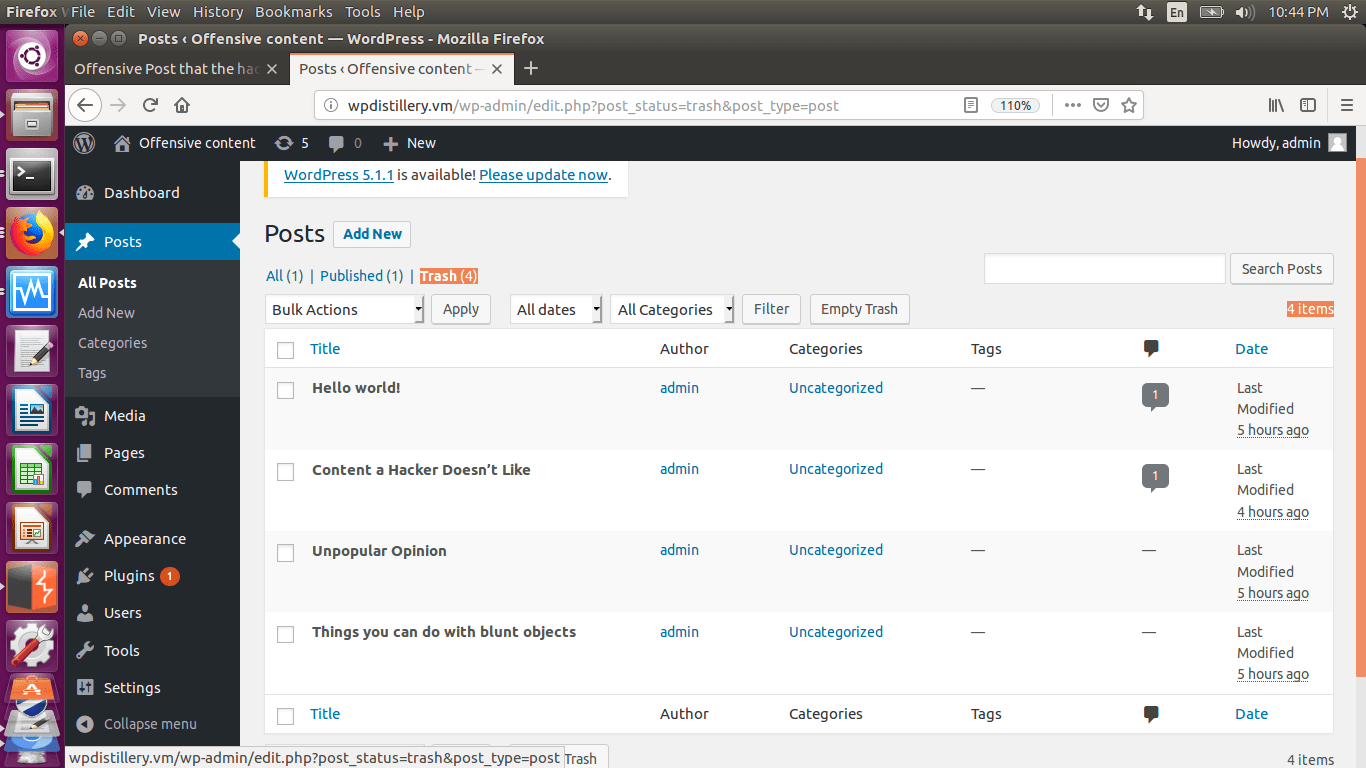 Firefox W File Edit View History Bookmarks Tools Help En 10:44 PM
Posts ‹ Offensive content — WordPress - Mozilla Firefox
Offensive Post that the hac Posts ‹ Offensive content —
wpdistillery.vm/wp-admin/edit.php?post_status=trash&post_type=post 110%
Offensive content 5 0 New Howdy, admin
WordPress 5.1.1 is available! Please update now.
Dashboard
Posts
All Posts
Add New
Categories
Tags
Media
Pages
Comments
Appearance
Plugins 1
Users
Tools
Settings
Collapse menu
Posts Add New
All (1) | Published (1) | Trash (4)
Search Posts
Bulk Actions Apply All dates All Categories Filter Empty Trash 4 items
Title Author Categories Tags Date
Hello world! admin Uncategorized — 1 Last
Modified
5 hours ago
Content a Hacker Doesn’t Like admin Uncategorized — 1 Last
Modified
4 hours ago
Unpopular Opinion admin Uncategorized — — Last
Modified
5 hours ago
Things you can do with blunt objects admin Uncategorized — — Last
Modified
5 hours ago
Title Author Categories Tags Date
wpdistillery.vm/wp-admin/edit.php?post_status=trash&post_type=post Trash 4 items